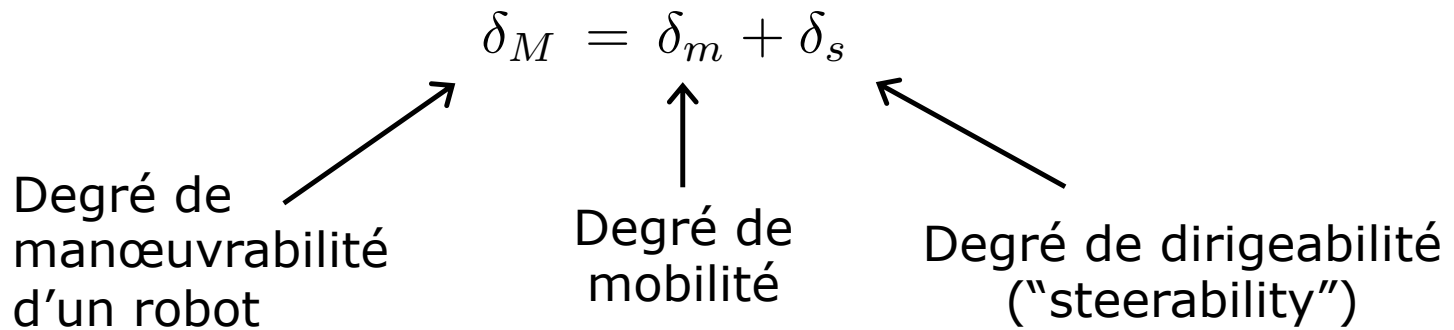 δ_M = δ_m + δ_s
Degré de
manœuvrabilité
d’un robot
Degré de
mobilité
Degré de dirigeabilité
(“steerability”)